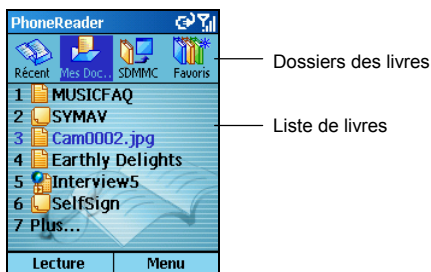 PhoneReader
Récent Mes Doc.. SDMMC Favoris
Dossiers des livres
1 MUSICFAQ
2 SYMAV
Liste de livres
3 Cam0002.jpg
4 Earthly Delights
5 Interview5
6 SelfSign
7 Plus...
Lecture Menu